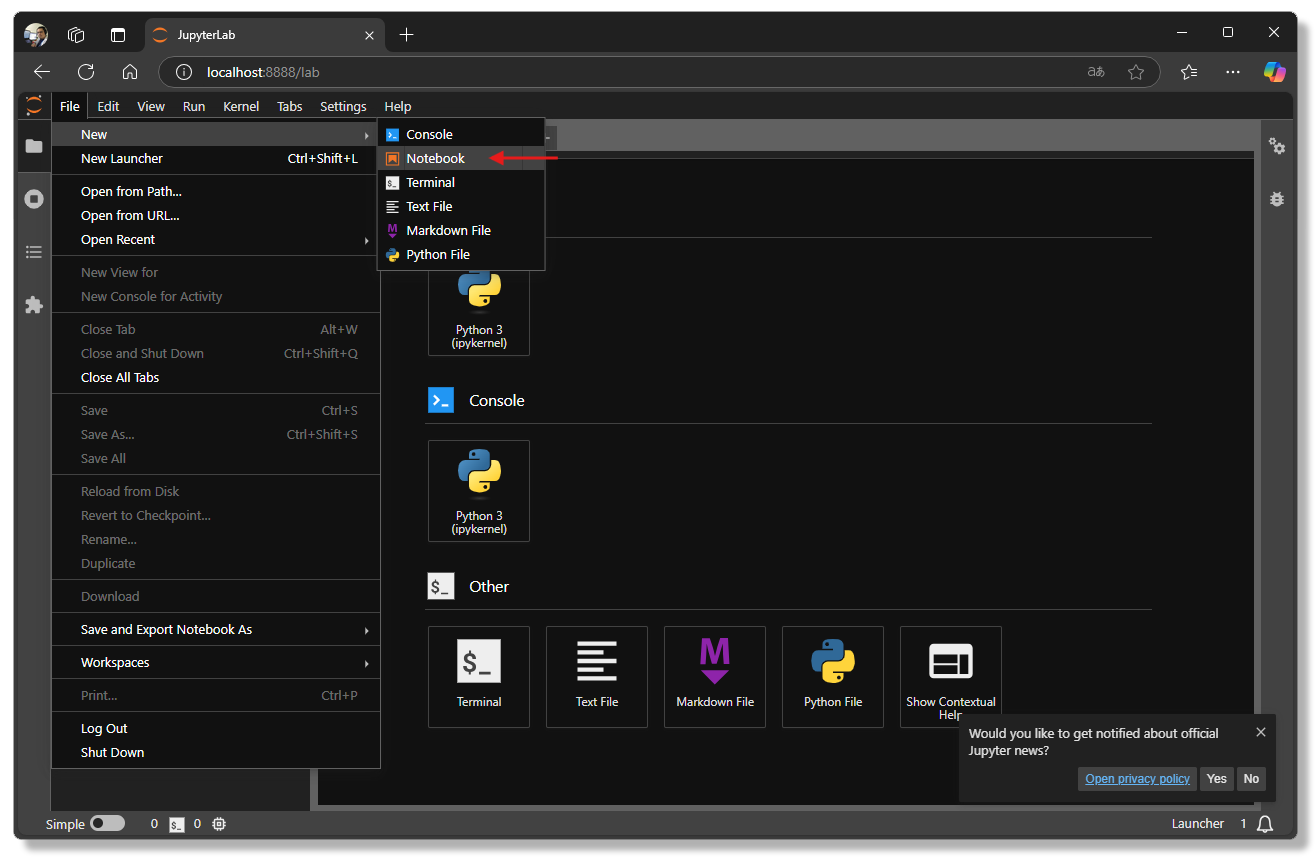 JupyterLab
localhost:8888/lab
aあ
File Edit View Run Kernel Tabs Settings Help
New
New Launcher Ctrl+Shift+L
Open from Path...
Open from URL...
Open Recent
New View for
New Console for Activity
Close Tab Alt+W
Close and Shut Down Ctrl+Shift+Q
Close All Tabs
Save Ctrl+S
Save As... Ctrl+Shift+S
Save All
Reload from Disk
Revert to Checkpoint...
Rename...
Duplicate
Download
Save and Export Notebook As
Workspaces
Print... Ctrl+P
Log Out
Shut Down
Console
Notebook
$_ Terminal
Text File
M Markdown File
Python File
Python 3
(ipykernel)
Console
Python 3
(ipykernel)
$_ Other
$_
Terminal
Text File
M
Markdown File
Python File
Show Contextual
Help
Would you like to get notified about official
Jupyter news?
Open privacy policy Yes No
Simple 0 $_ 0 Launcher 1